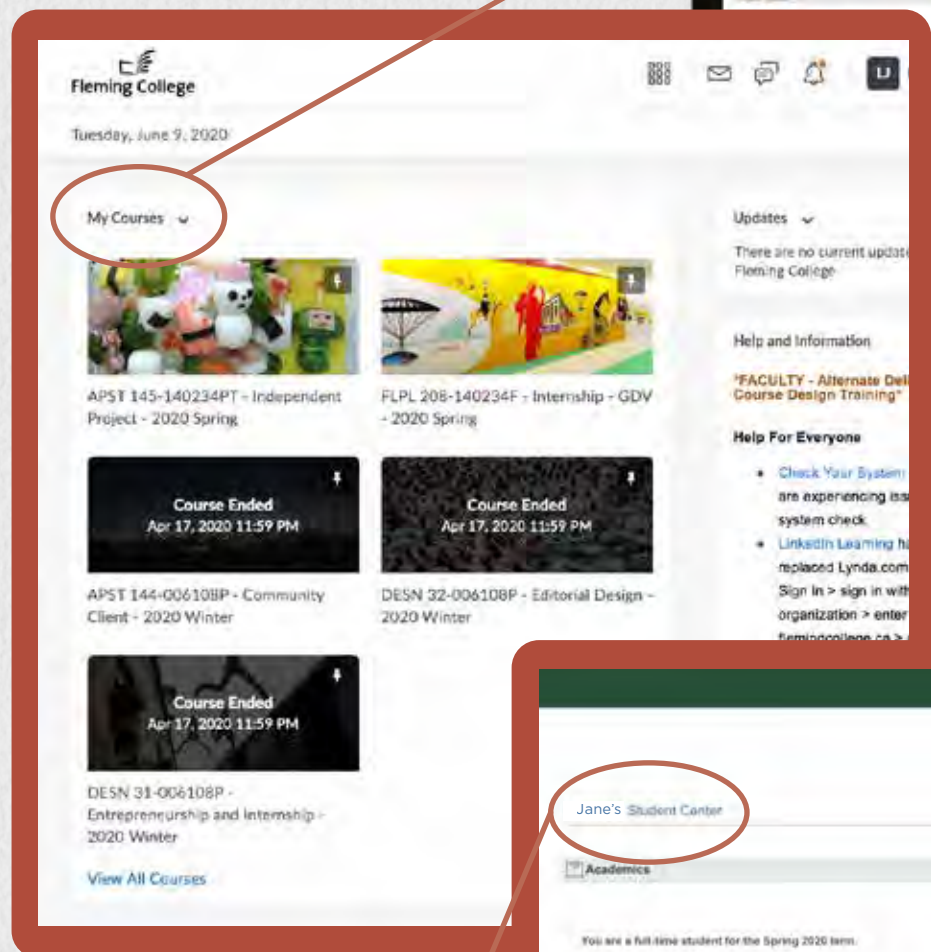 Fleming College
LJ
Tuesday, June 9, 2020
My Courses
APST 145-140234PT - Independent
Project - 2020 Spring
FLPL 208-140234F - Internship - GDV
- 2020 Spring
Course Ended
Apr 17, 2020 11:59 PM
APST 144-006108P - Community
Client - 2020 Winter
Course Ended
Apr 17, 2020 11:59 PM
DESN 32-006108P - Editorial Design -
2020 Winter
Course Ended
Apr 17, 2020 11:59 PM
DESN 31-006108P -
Entrepreneurship and Internship -
2020 Winter
View All Courses
Updates
There are no current update
Fleming College
Help and Information
*FACULTY - Alternate Deli
Course Design Training*
Help For Everyone
Check Your System
are experiencing iss
system check
LinkedIn Learning ha
replaced Lynda.com
Sign In > sign in with
organization > enter
flemingcollege.ca >
Jane's Student Center
Academics
You are a full-time student for the Spring 2020 term.